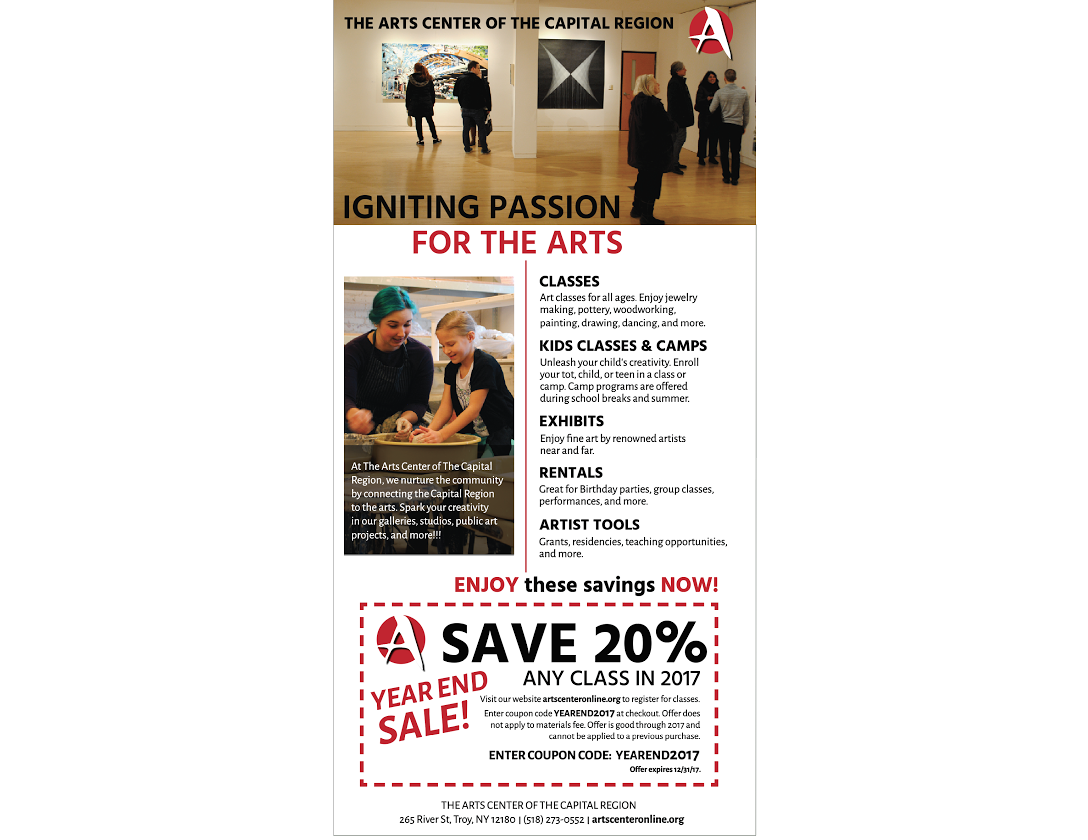 THE ARTS CENTER OF THE CAPITAL REGION
IGNITING PASSION
FOR THE ARTS
At The Arts Center of The Capital
Region, we nurture the community
by connecting the Capital Region
to the arts. Spark your creativity
in our galleries, studios, public art
projects, and more!!!
CLASSES
Art classes for all ages. Enjoy jewelry
making, pottery, woodworking,
painting, drawing, dancing, and more.
KIDS CLASSES & CAMPS
Unleash your child's creativity. Enroll
your tot, child, or teen in a class or
camp. Camp programs are offered
during school breaks and summer.
EXHIBITS
Enjoy fine art by renowned artists
near and far.
RENTALS
Great for Birthday parties, group classes,
performances, and more.
ARTIST TOOLS
Grants, residencies, teaching opportunities,
and more.
ENJOY these savings NOW!
A
SAVE 20%
ANY CLASS IN 2017
YEAR END
SALE!
Visit our website artscenteronline.org to register for classes.
Enter coupon code YEAREND2017 at checkout. Offer does
not apply to materials fee. Offer is good through 2017 and
cannot be applied to a previous purchase.
ENTER COUPON CODE: YEAREND2017
Offer expires 12/31/17.
THE ARTS CENTER OF THE CAPITAL REGION
265 River St, Troy, NY 12180 | (518) 273-0552 | artscenteronline.org